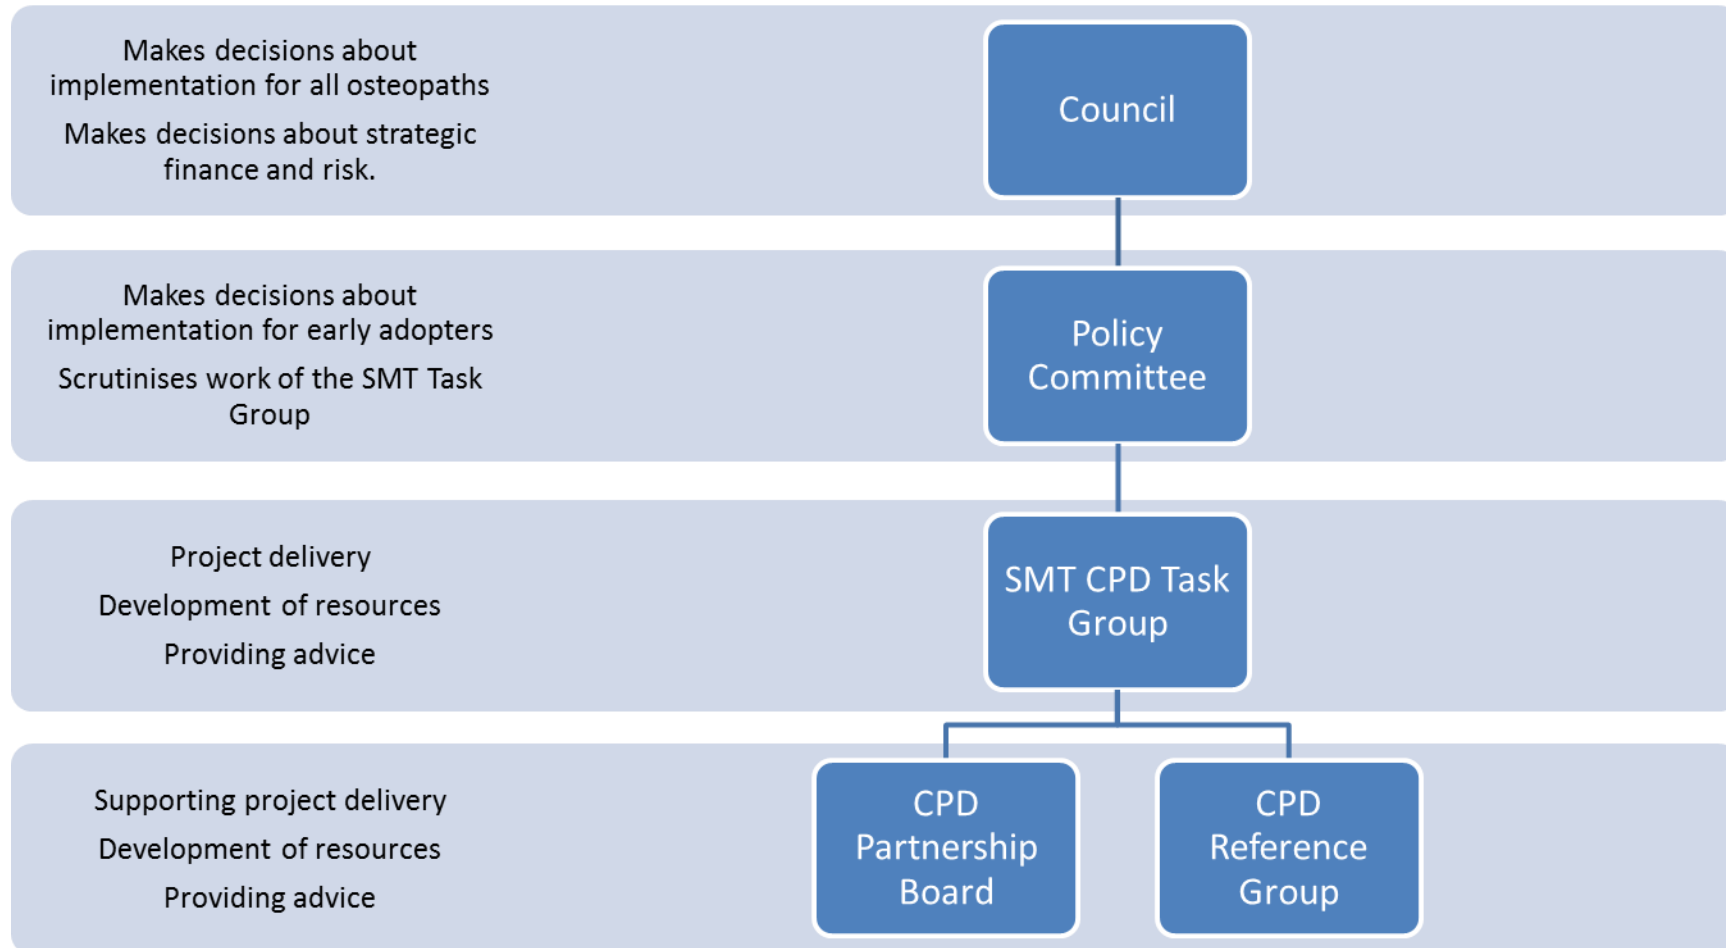 Makes decisions about
implementation for all osteopaths
Makes decisions about strategic
finance and risk.
Council
Makes decisions about
implementation for early adopters
Scrutinises work of the SMT Task
Group
Policy
Committee
Project delivery
Development of resources
Providing advice
SMT CPD Task
Group
Supporting project delivery
Development of resources
Providing advice
CPD
Partnership
Board
CPD
Reference
Group